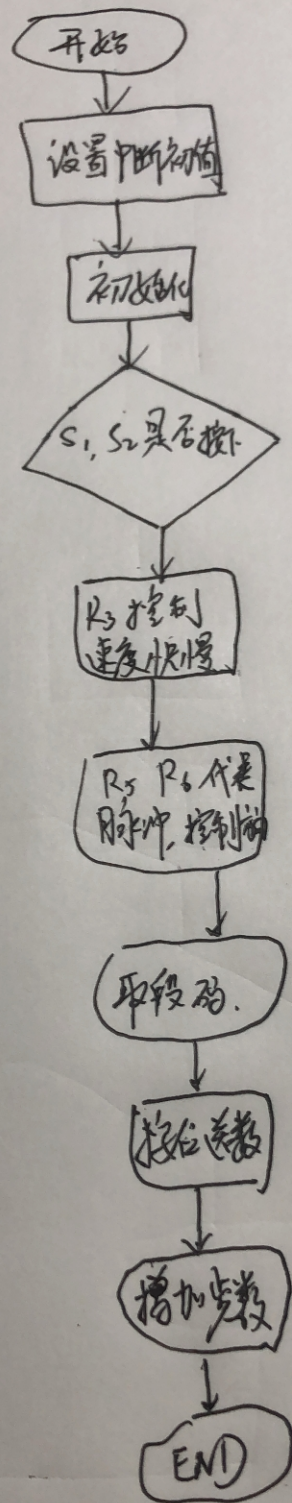 开始
设置中断初值
初始化
S1, S2 是否按下
R3 控制
速度快慢
R5 R6 代表
脉冲, 控制
取段码.
按位送数
增加步数
END